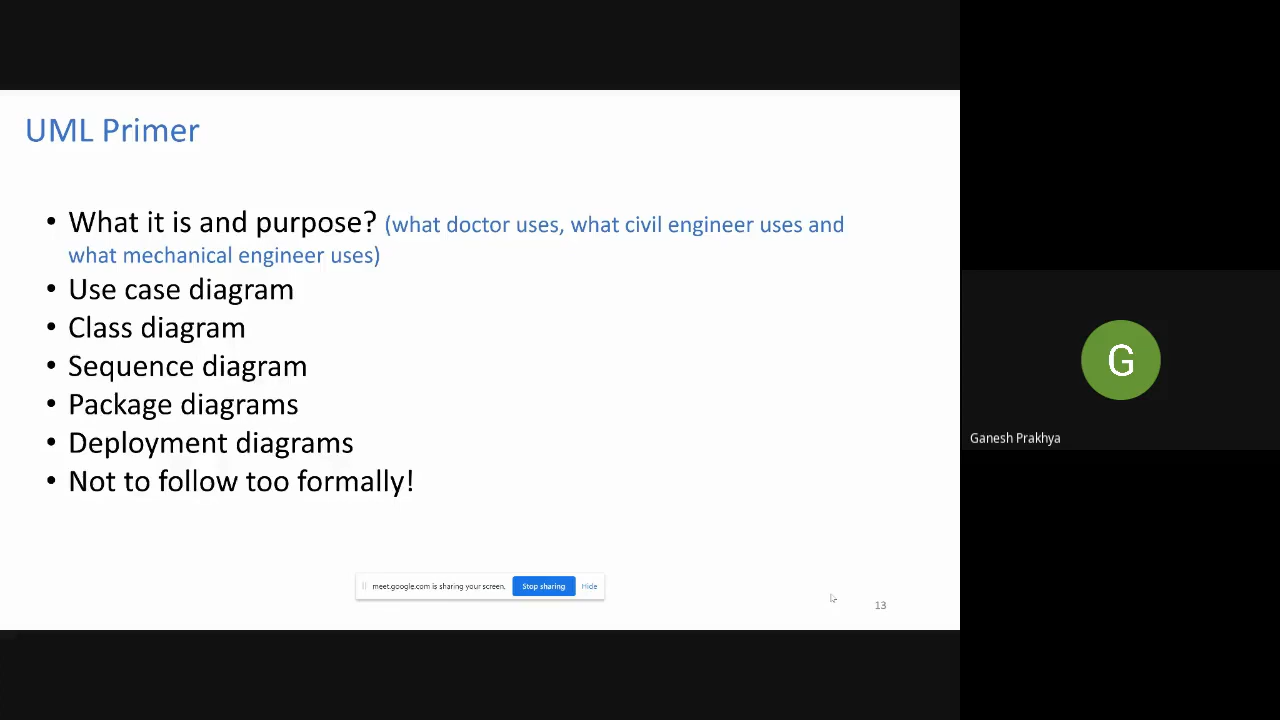 UML Primer
• What it is and purpose? (what doctor uses, what civil engineer uses and
what mechanical engineer uses)
• Use case diagram
• Class diagram
• Sequence diagram
• Package diagrams
• Deployment diagrams
• Not to follow too formally!
meet.google.com is sharing your screen. Stop sharing Hide
13
G
Ganesh Prakhya